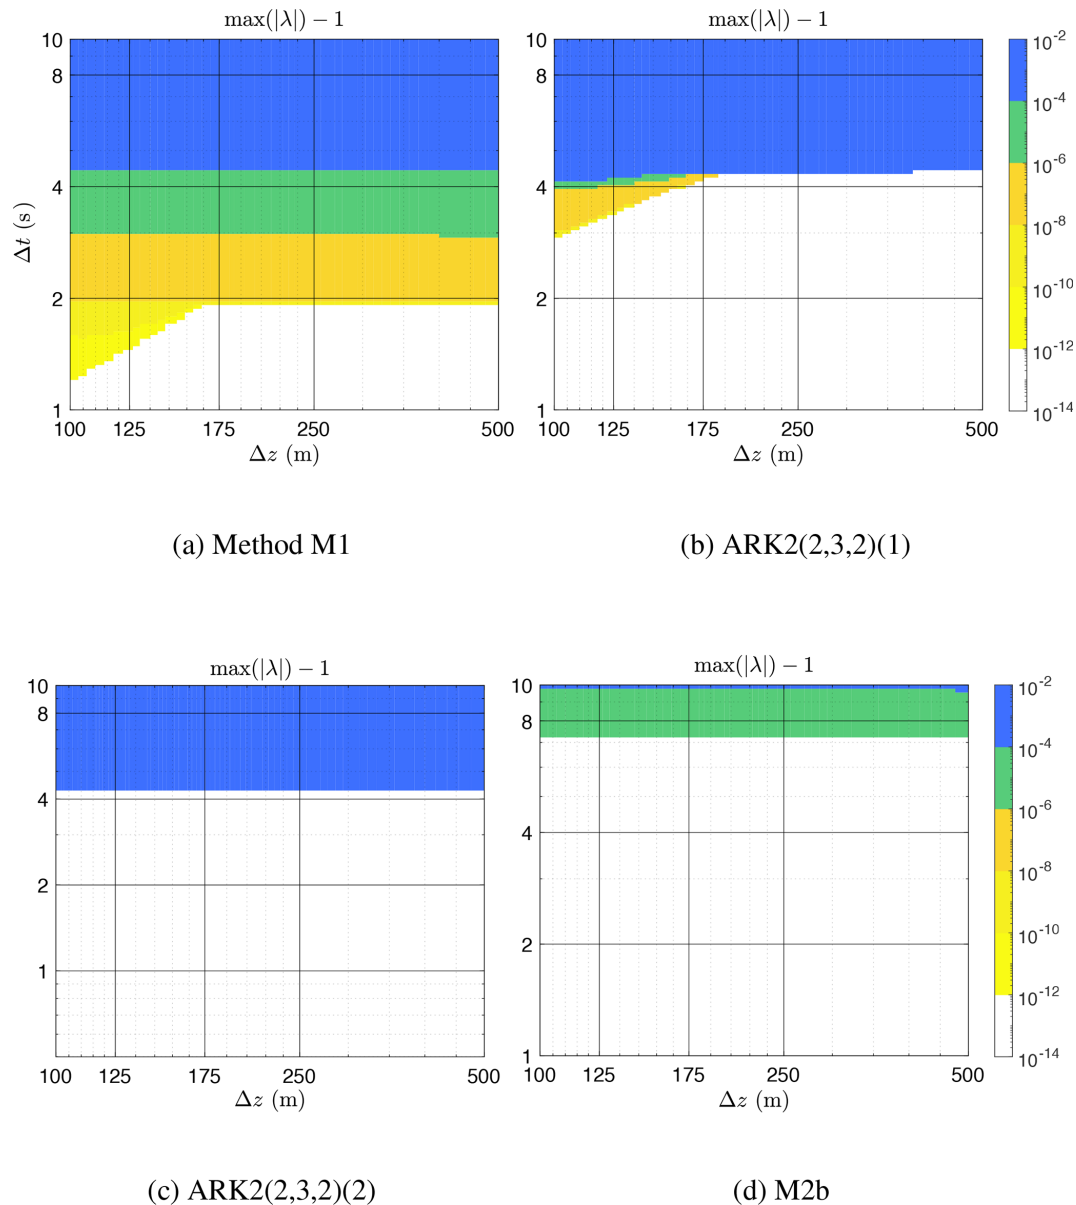 max(|λ|) − 1
10
8
4
2
1
Δt (s)
100 125 175 250 500
Δz (m)
(a) Method M1
max(|λ|) − 1
10
8
4
2
1
100 125 175 250 500
Δz (m)
10^-2
10^-4
10^-6
10^-8
10^-10
10^-12
10^-14
(b) ARK2(2,3,2)(1)
max(|λ|) − 1
10
8
4
2
1
100 125 175 250 500
Δz (m)
(c) ARK2(2,3,2)(2)
max(|λ|) − 1
10
8
4
2
1
100 125 175 250 500
Δz (m)
10^-2
10^-4
10^-6
10^-8
10^-10
10^-12
10^-14
(d) M2b